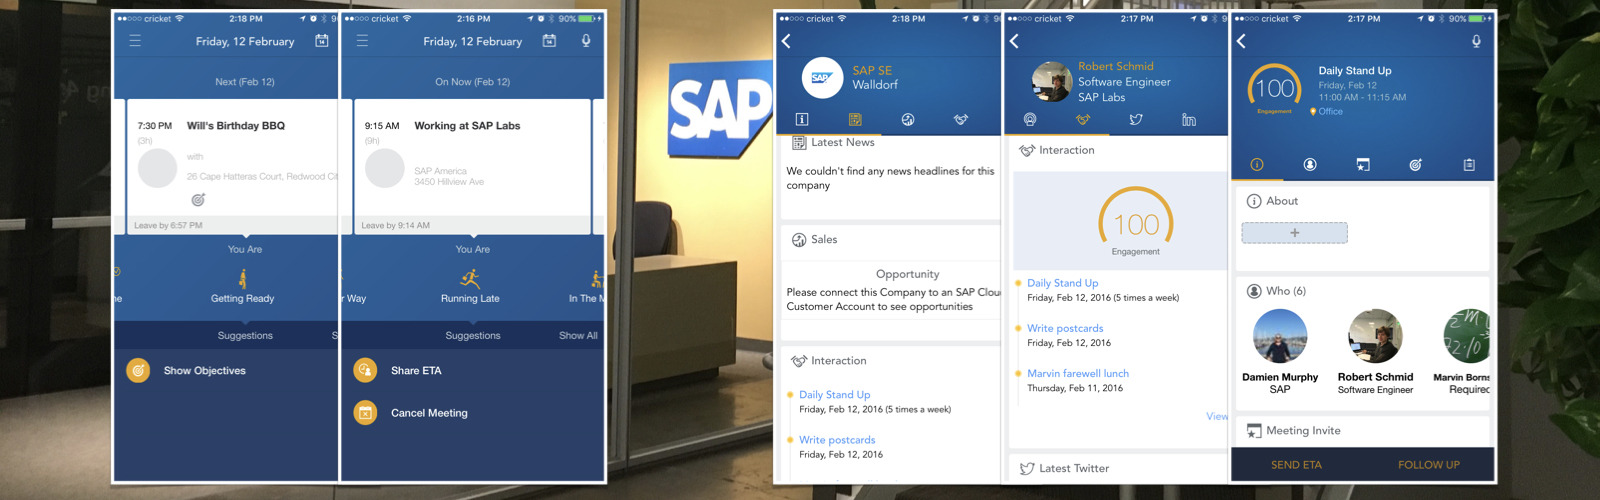 ●●○○○ cricket 2:18 PM
Friday, 12 February
14
Next (Feb 12)
7:30 PM Will's Birthday BBQ
(3h)
with
26 Cape Hatteras Court, Redwood Cit
Leave by 6:57 PM
You Are
Getting Ready
Suggestions
Show Objectives
●●○○○ cricket 2:16 PM 90%
Friday, 12 February
14
On Now (Feb 12)
9:15 AM Working at SAP Labs
(9h)
SAP America
3450 Hillview Ave
Leave by 9:14 AM
You Are
r Way Running Late In The M
Suggestions Show All
Share ETA
Cancel Meeting
SAP
●●○○○ cricket 2:18 PM
SAP
SAP SE
Walldorf
Latest News
We couldn't find any news headlines for this
company
Sales
Opportunity
Please connect this Company to an SAP Clou
Customer Account to see opportunities
Interaction
Daily Stand Up
Friday, Feb 12, 2016 (5 times a week)
Write postcards
Friday, Feb 12, 2016
●●○○○ cricket 2:17 PM
Robert Schmid
Software Engineer
SAP Labs
in
Interaction
100
Engagement
Daily Stand Up
Friday, Feb 12, 2016 (5 times a week)
Write postcards
Friday, Feb 12, 2016
Marvin farewell lunch
Thursday, Feb 11, 2016
View
Latest Twitter
●●○○○ cricket 2:17 PM 90%
100
Engagement
Daily Stand Up
Friday, Feb 12
11:00 AM - 11:15 AM
Office
About
+
Who (6)
Damien Murphy
SAP
Robert Schmid
Software Engineer
Marvin Borns
Required
Meeting Invite
SEND ETA FOLLOW UP